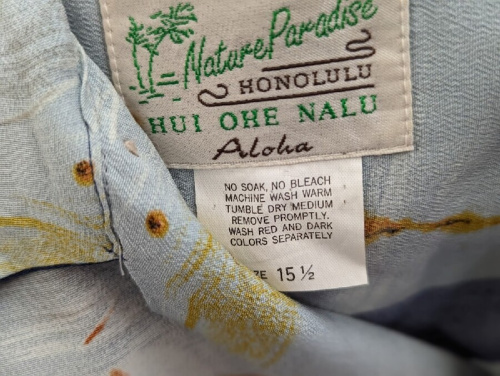 Nature Paradise
HONOLULU
HUI OHE NALU
Aloha
NO SOAK, NO BLEACH
MACHINE WASH WARM
TUMBLE DRY MEDIUM
REMOVE PROMPTLY.
WASH RED AND DARK
COLORS SEPARATELY
ZE 15 ½